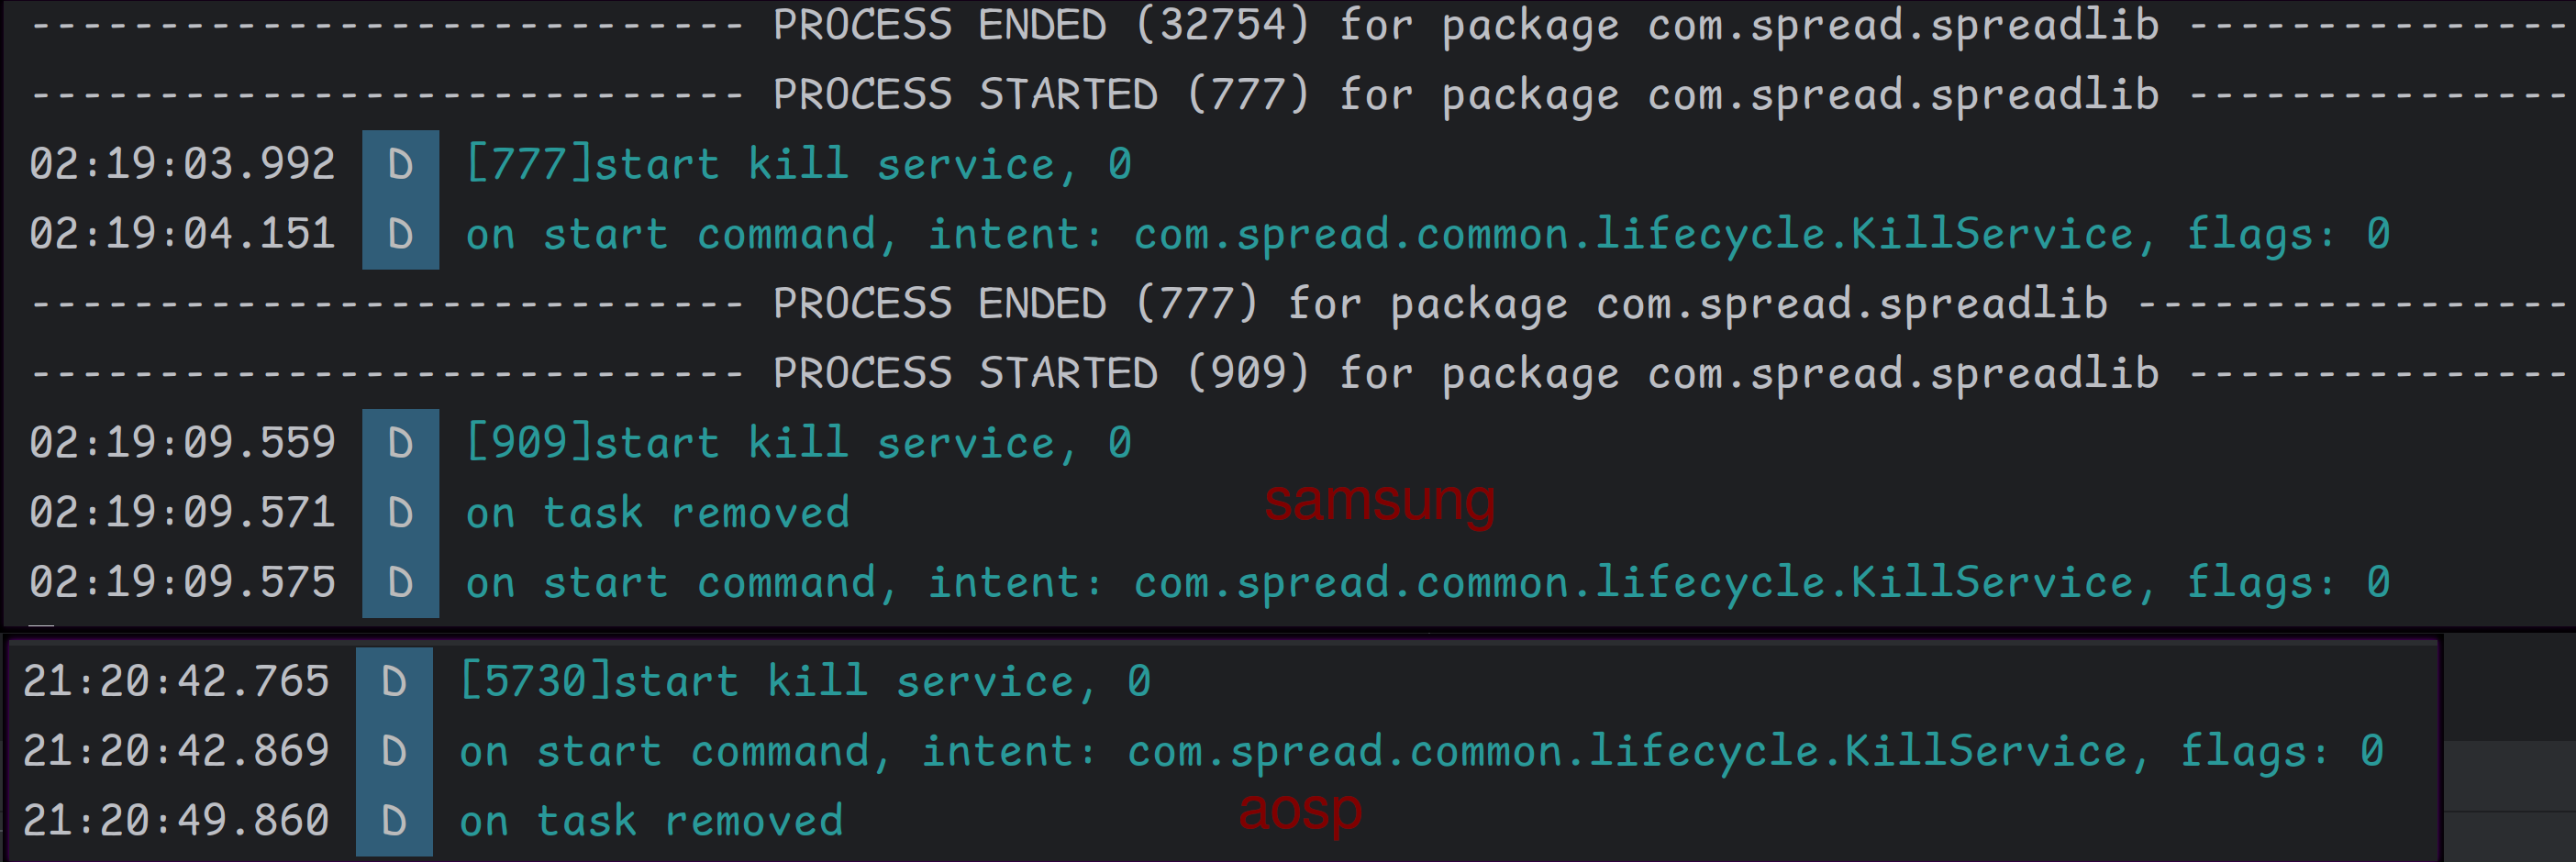 ---------------------------- PROCESS ENDED (32754) for package com.spread.spreadlib ---------------
---------------------------- PROCESS STARTED (777) for package com.spread.spreadlib ---------------
02:19:03.992 D [777]start kill service, 0
02:19:04.151 D on start command, intent: com.spread.common.lifecycle.KillService, flags: 0
---------------------------- PROCESS ENDED (777) for package com.spread.spreadlib -----------------
---------------------------- PROCESS STARTED (909) for package com.spread.spreadlib ---------------
02:19:09.559 D [909]start kill service, 0
02:19:09.571 D on task removed
samsung
02:19:09.575 D on start command, intent: com.spread.common.lifecycle.KillService, flags: 0
21:20:42.765 D [5730]start kill service, 0
21:20:42.869 D on start command, intent: com.spread.common.lifecycle.KillService, flags: 0
21:20:49.860 D on task removed
aosp